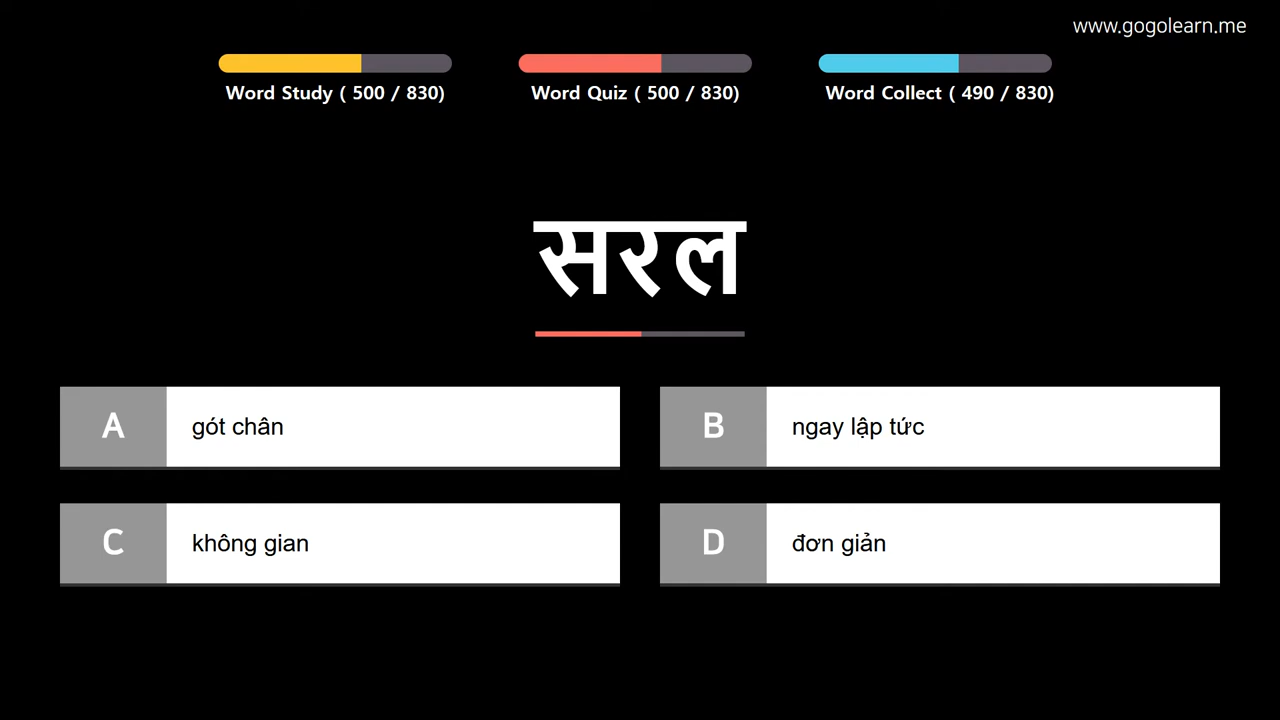 www.gogolearn.me
Word Study ( 500 / 830)
Word Quiz ( 500 / 830)
Word Collect ( 490 / 830)
सरल
A gót chân
B ngay lập tức
C không gian
D đơn giản